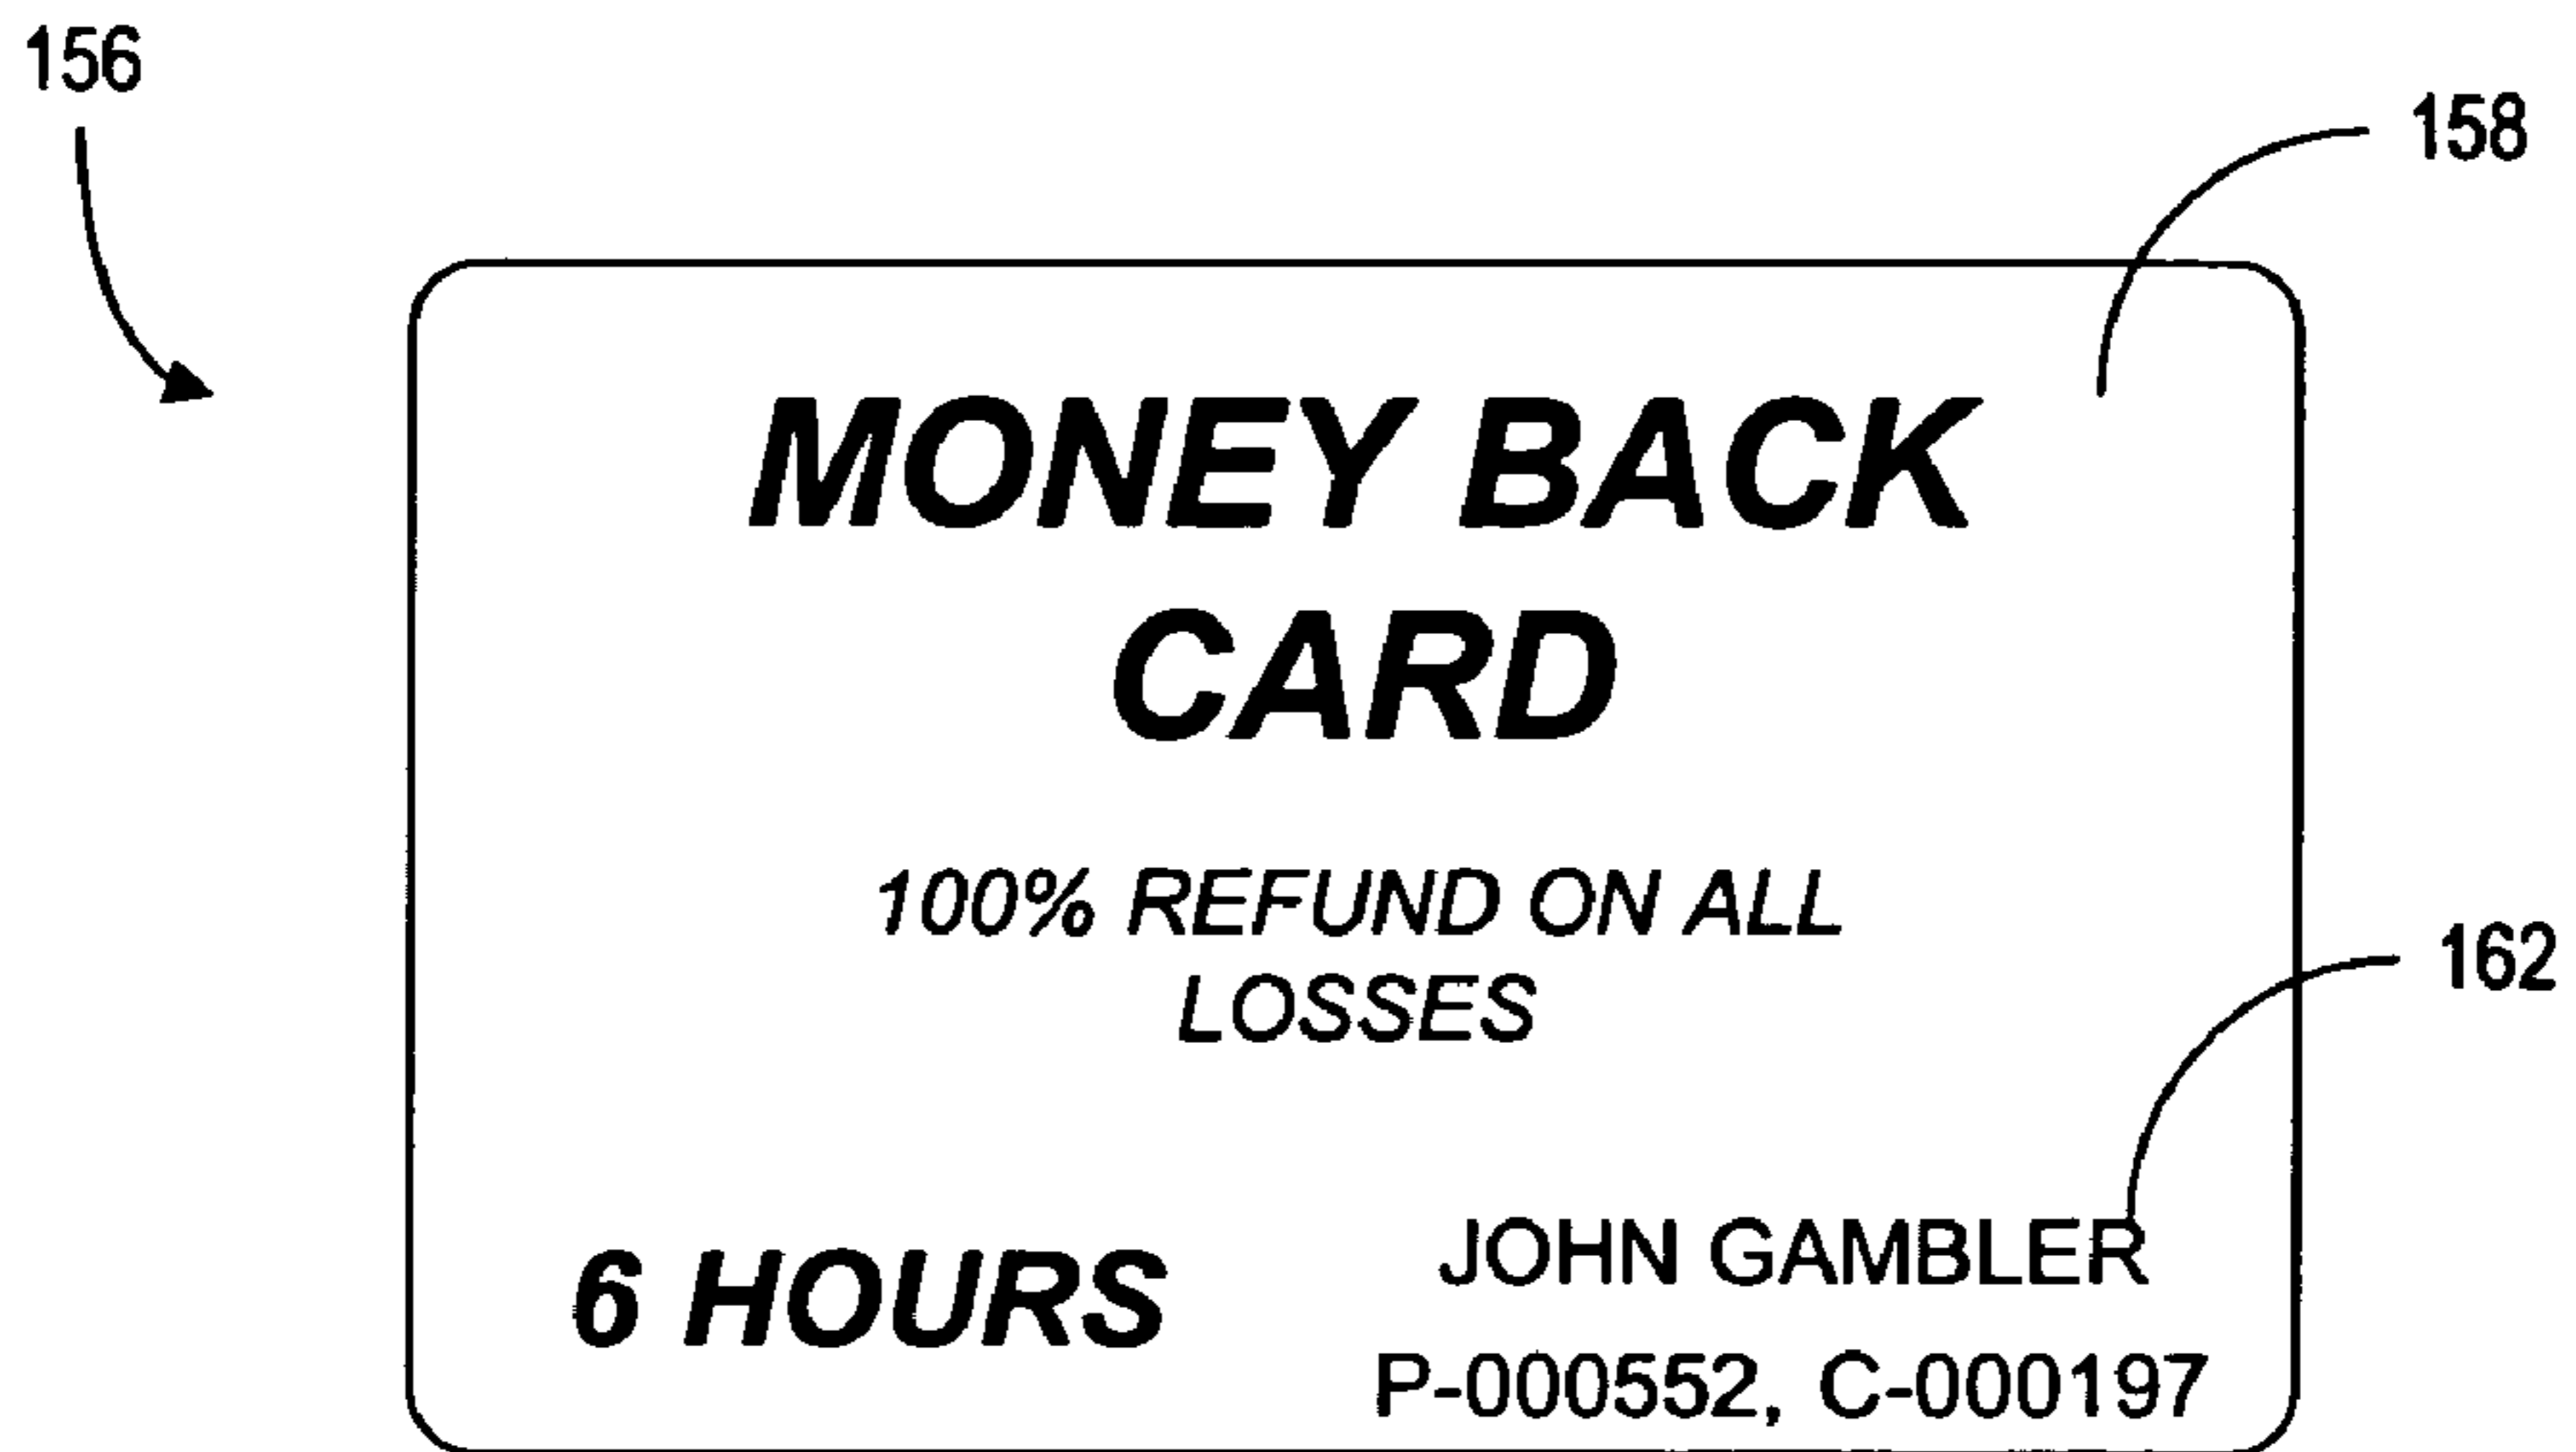 156
158
MONEY BACK
CARD
100% REFUND ON ALL
LOSSES
162
6 HOURS
JOHN GAMBLER
P-000552, C-000197